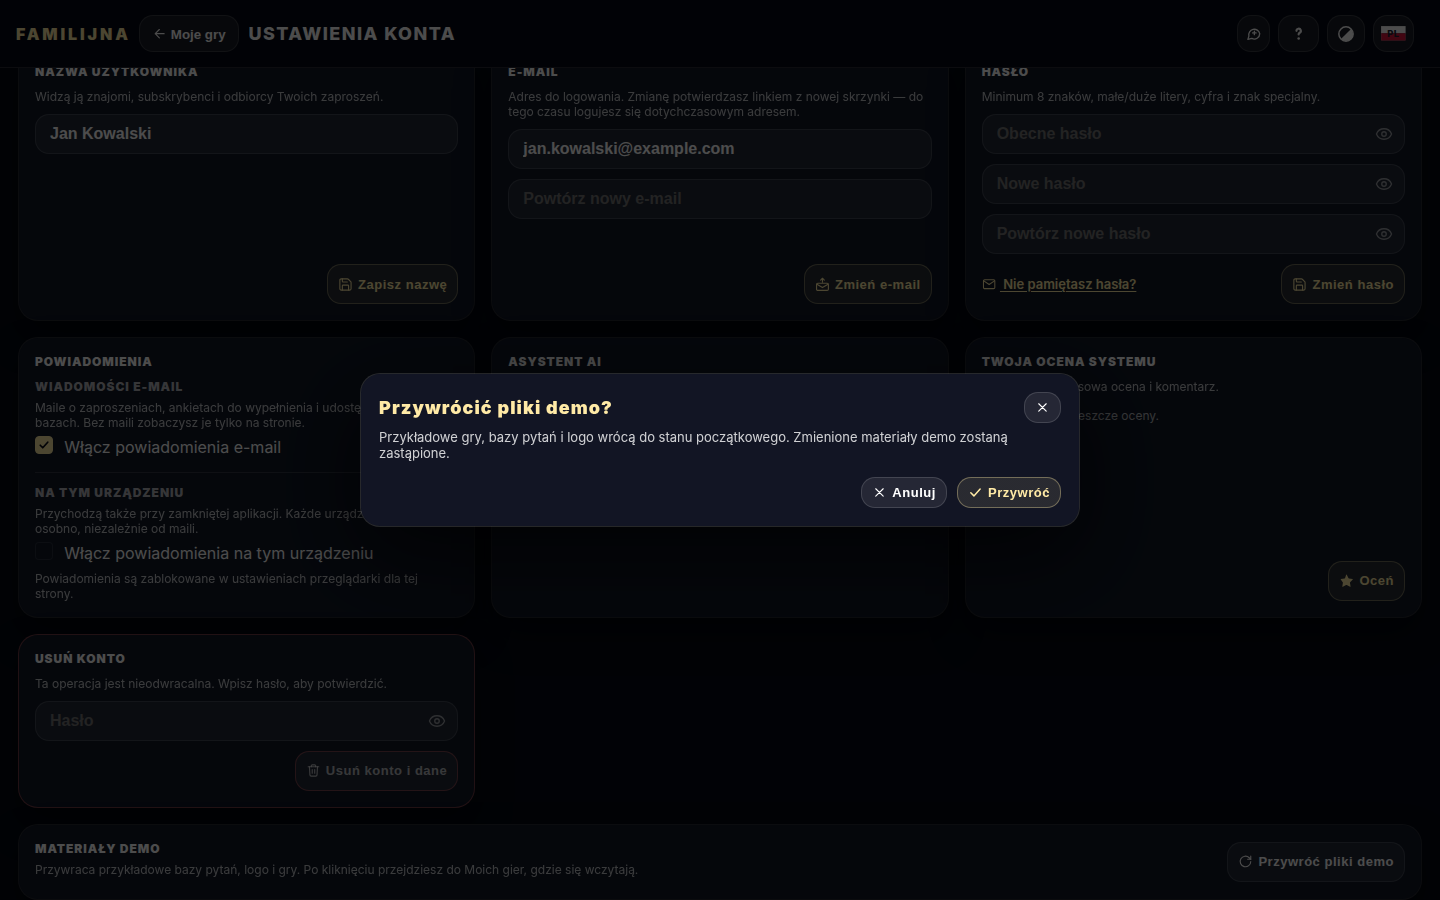 FAMILIJNA
Moje gry
USTAWIENIA KONTA
?
PL
NAZWA UŻYTKOWNIKA
Widzą ją znajomi, subskrybenci i odbiorcy Twoich zaproszeń.
Jan Kowalski
Zapisz nazwę
E-MAIL
Adres do logowania. Zmianę potwierdzasz linkiem z nowej skrzynki — do
tego czasu logujesz się dotychczasowym adresem.
jan.kowalski@example.com
Powtórz nowy e-mail
Zmień e-mail
HASŁO
Minimum 8 znaków, małe/duże litery, cyfra i znak specjalny.
Obecne hasło
Nowe hasło
Powtórz nowe hasło
Nie pamiętasz hasła?
Zmień hasło
POWIADOMIENIA
WIADOMOŚCI E-MAIL
Maile o zaproszeniach, ankietach do wypełnienia i
bazach. Bez maili zobaczysz je tylko na stronie.
Włącz powiadomienia e-mail
NA TYM URZĄDZENIU
Przychodzą także przy zamkniętej aplikacji. Każde
osobno, niezależnie od maili.
Włącz powiadomienia na tym urządzeniu
Powiadomienia są zablokowane w ustawieniach przeglądarki dla tej
strony.
ASYSTENT AI
TWOJA OCENA SYSTEMU
ocena i komentarz.
eszcze oceny.
Oceń
Przywrócić pliki demo?
Przykładowe gry, bazy pytań i logo wrócą do stanu początkowego. Zmienione materiały demo zostaną
zastąpione.
Anuluj
Przywróć
USUŃ KONTO
Ta operacja jest nieodwracalna. Wpisz hasło, aby potwierdzić.
Hasło
Usuń konto i dane
MATERIAŁY DEMO
Przywraca przykładowe bazy pytań, logo i gry. Po kliknięciu przejdziesz do Moich gier, gdzie się wczytają.
Przywróć pliki demo